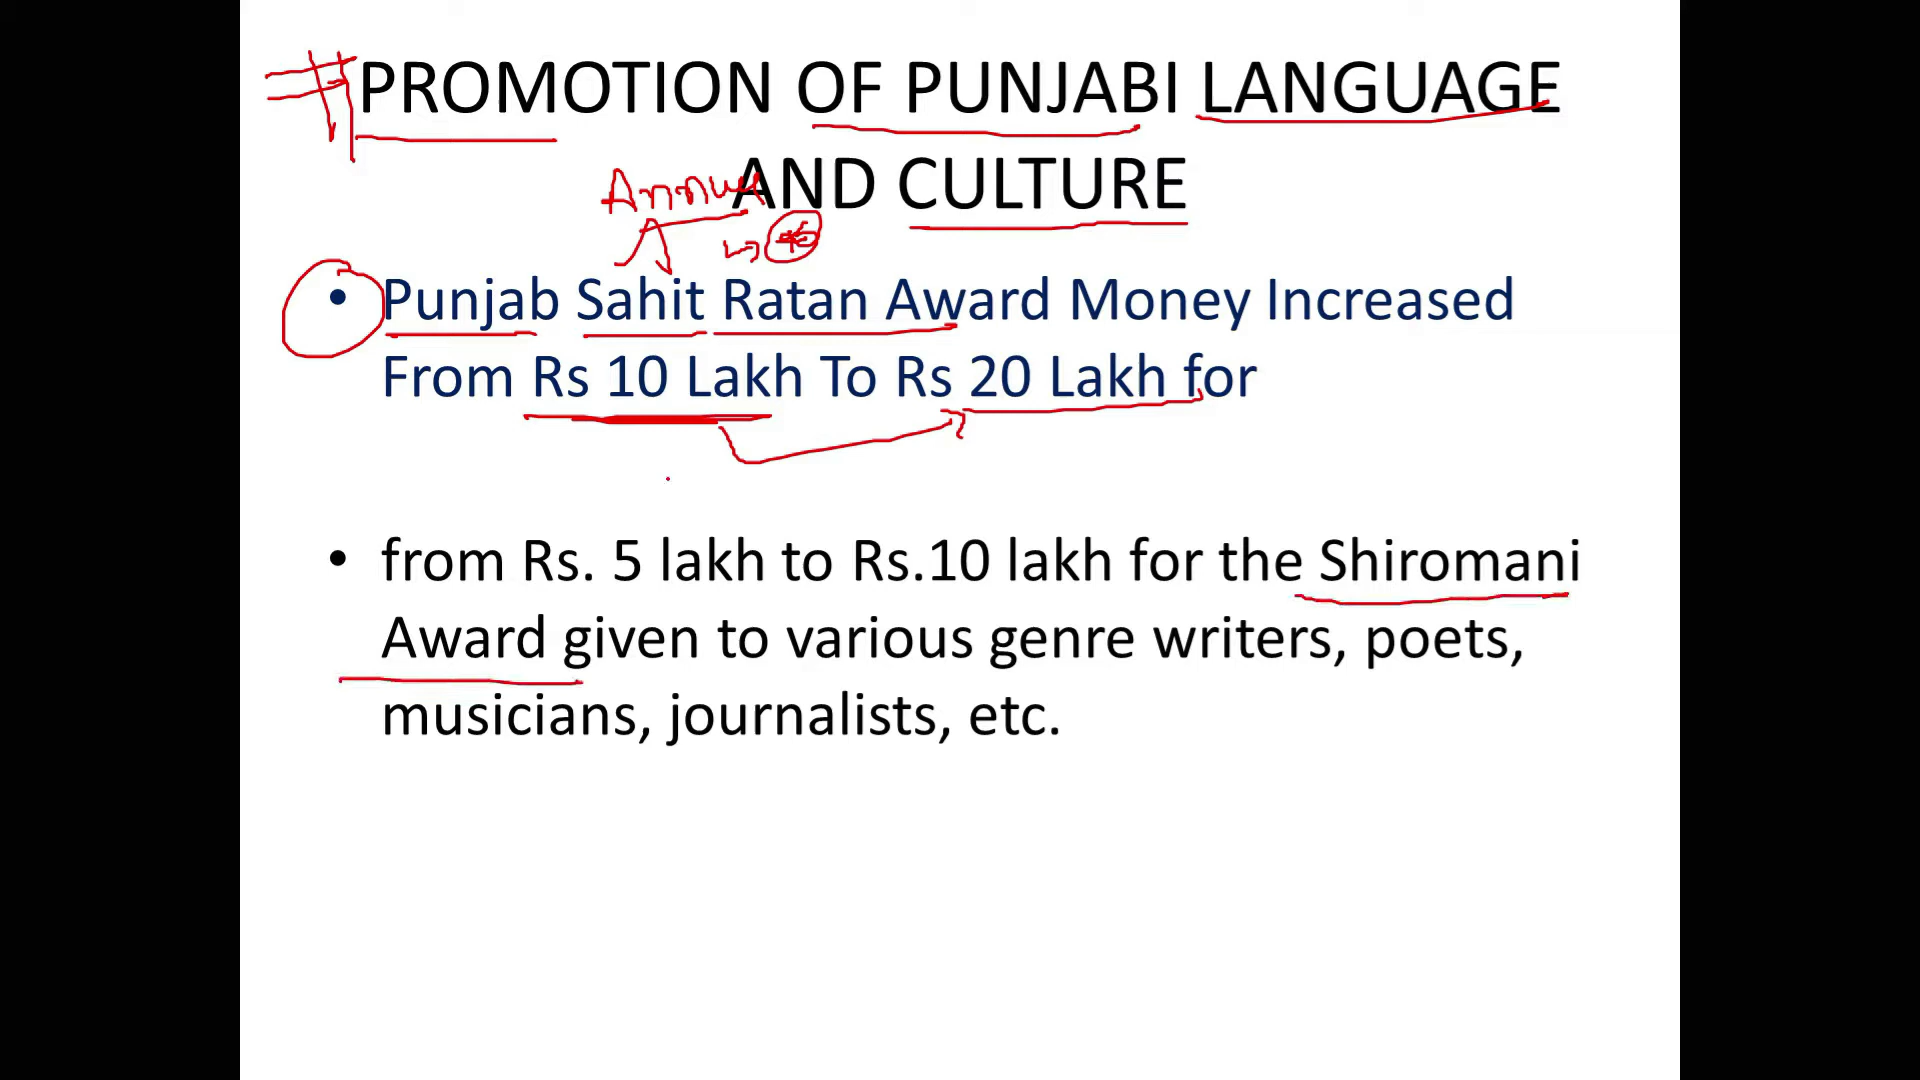 # PROMOTION OF PUNJABI LANGUAGE
AND CULTURE
Annual
• Punjab Sahit Ratan Award Money Increased
From Rs 10 Lakh To Rs 20 Lakh for
• from Rs. 5 lakh to Rs.10 lakh for the Shiromani
Award given to various genre writers, poets,
musicians, journalists, etc.